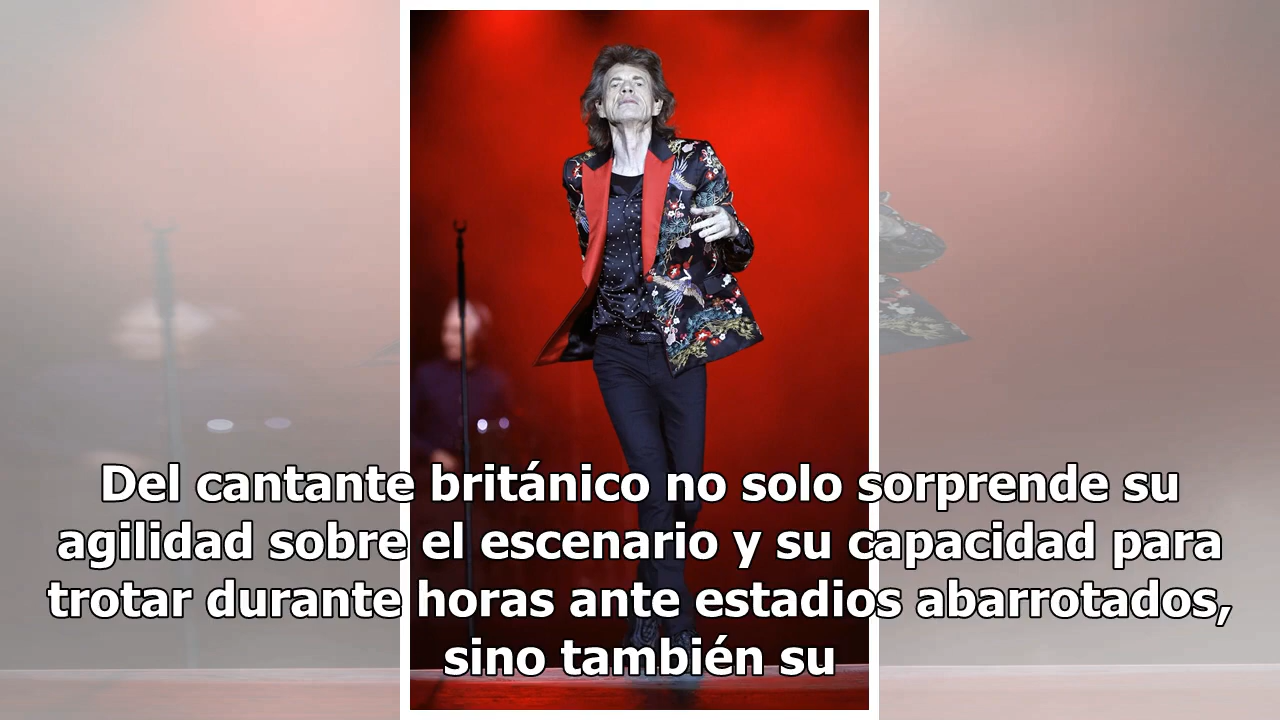 Del cantante británico no solo sorprende su
agilidad sobre el escenario y su capacidad para
trotar durante horas ante estadios abarrotados,
sino también su